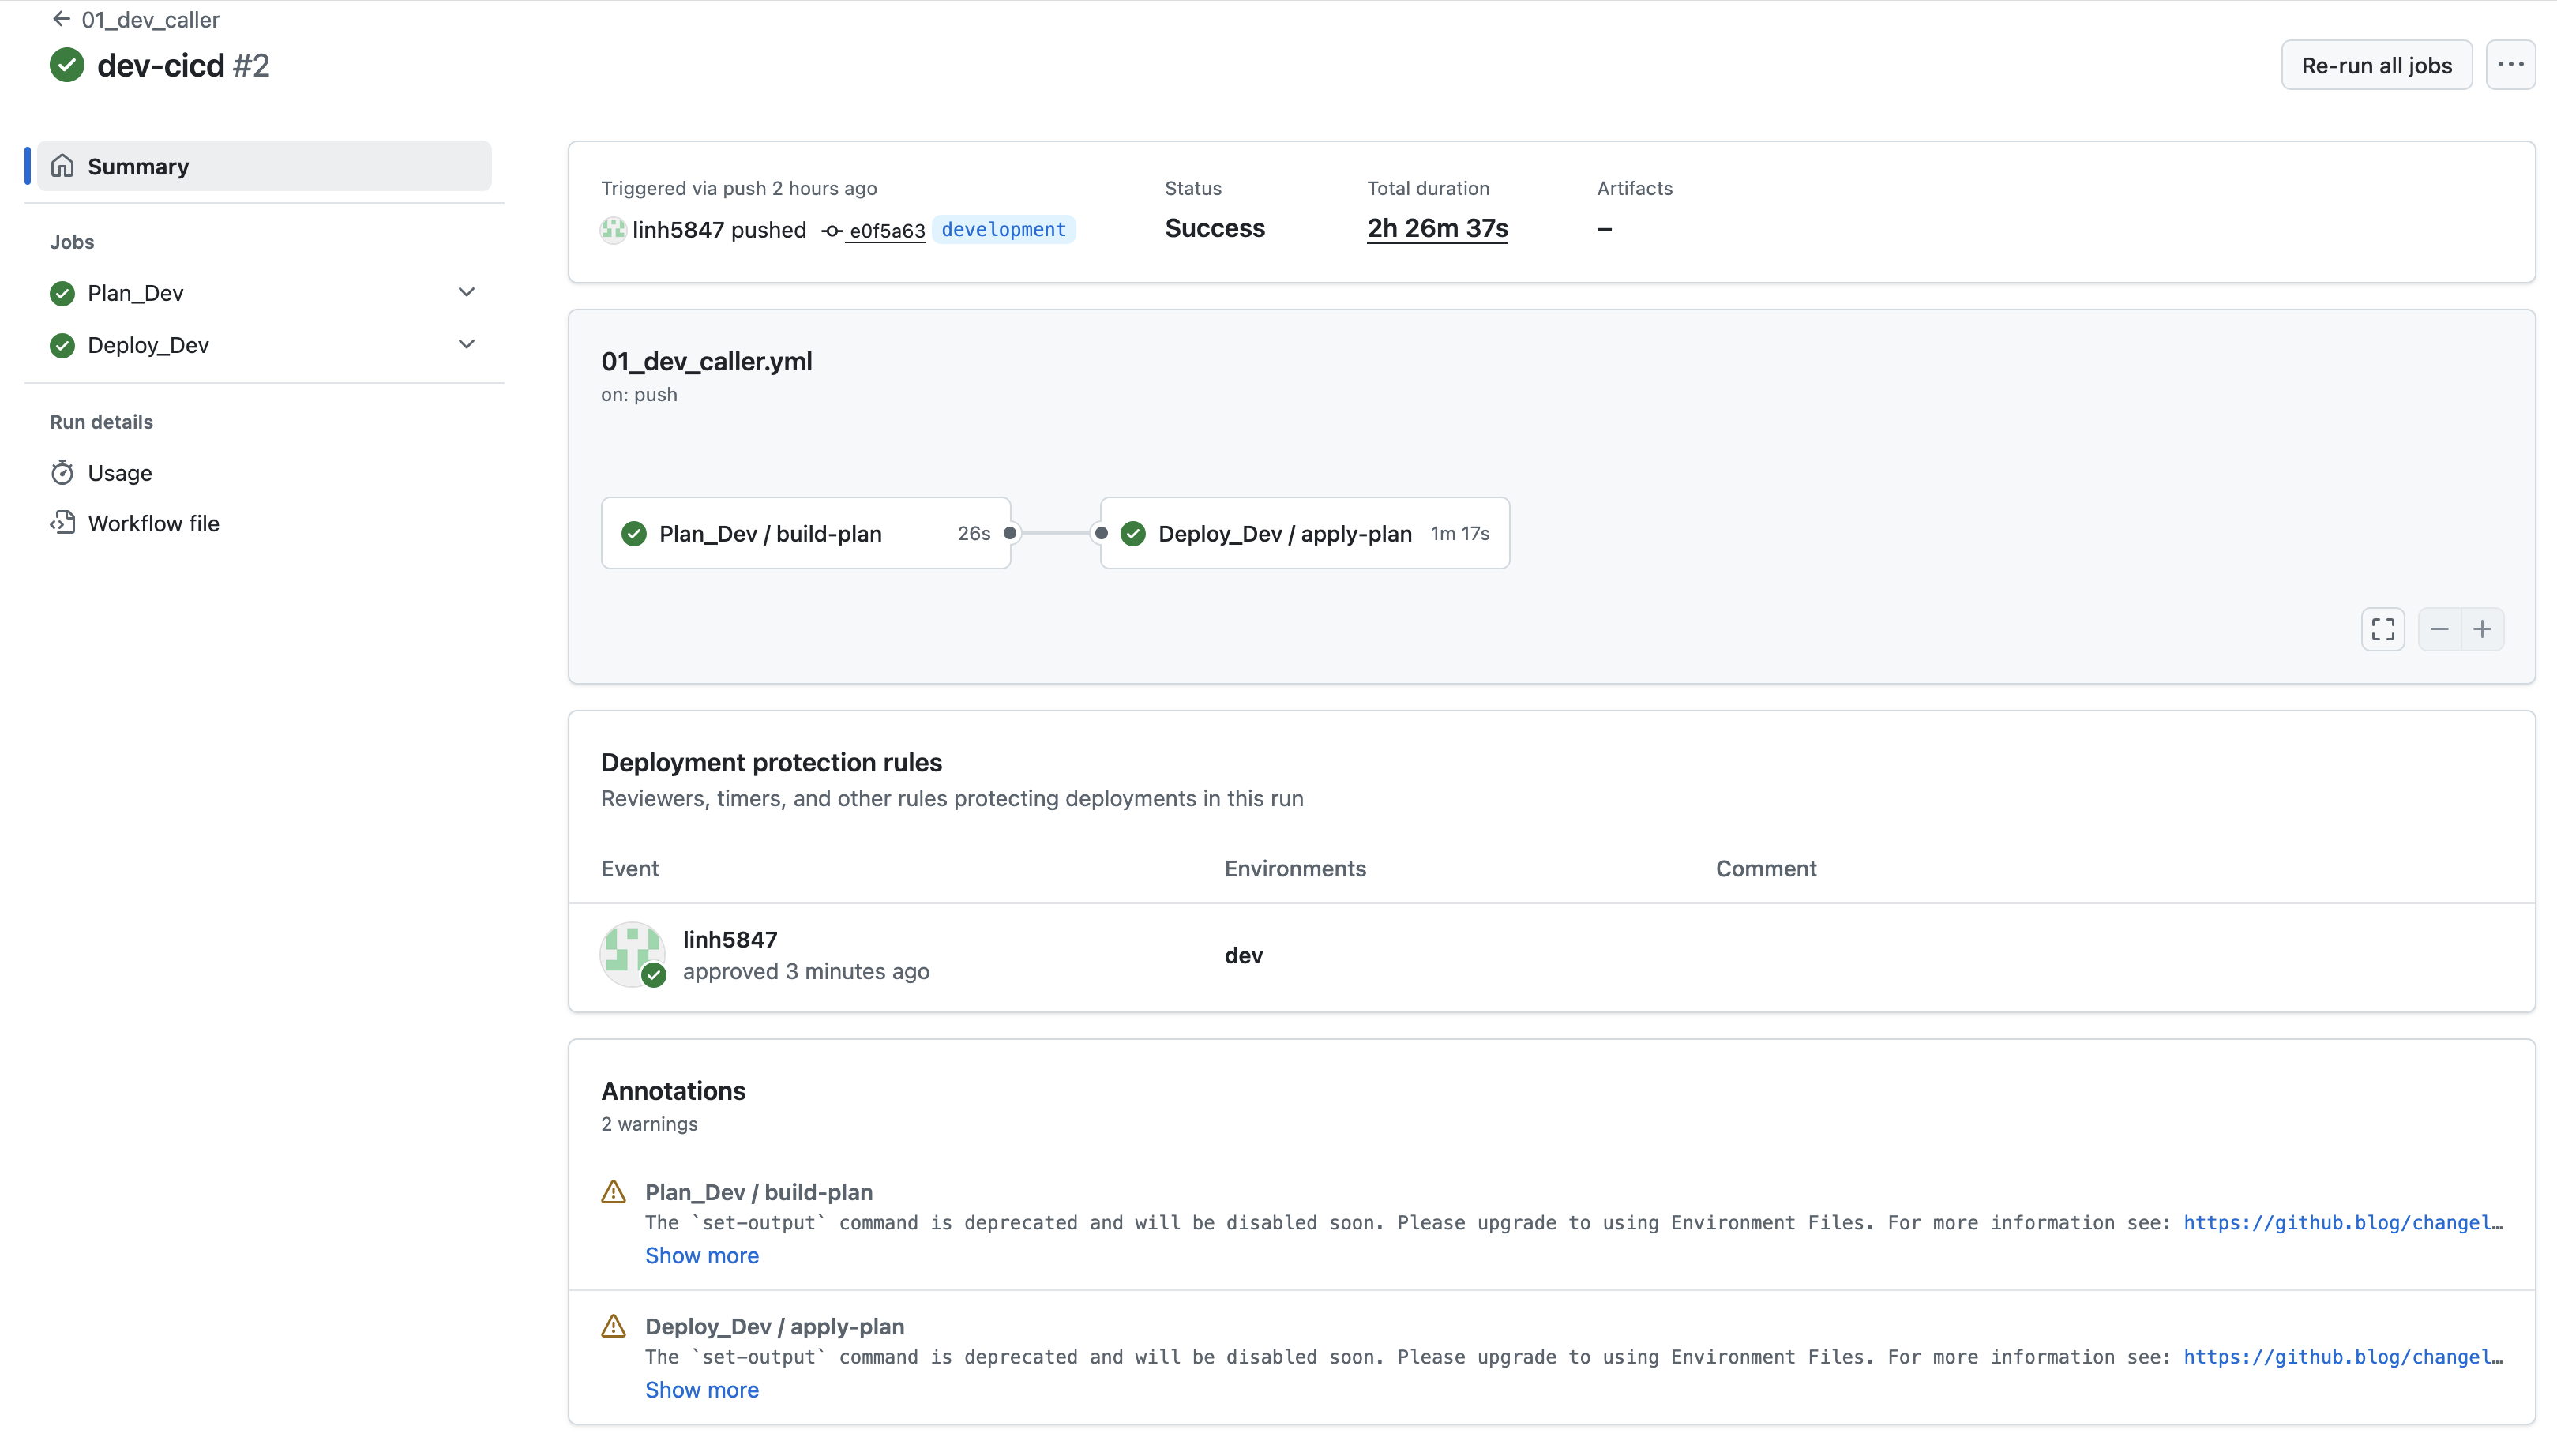 01_dev_caller
dev-cicd #2
Re-run all jobs
Summary
Jobs
Plan_Dev
Deploy_Dev
Run details
Usage
Workflow file
Triggered via push 2 hours ago
linh5847 pushed e0f5a63 development
Status
Success
Total duration
2h 26m 37s
Artifacts
–
01_dev_caller.yml
on: push
Plan_Dev / build-plan 26s
Deploy_Dev / apply-plan 1m 17s
Deployment protection rules
Reviewers, timers, and other rules protecting deployments in this run
Event Environments Comment
linh5847
approved 3 minutes ago
dev
Annotations
2 warnings
Plan_Dev / build-plan
The `set-output` command is deprecated and will be disabled soon. Please upgrade to using Environment Files. For more information see: https://github.blog/changel…
Show more
Deploy_Dev / apply-plan
The `set-output` command is deprecated and will be disabled soon. Please upgrade to using Environment Files. For more information see: https://github.blog/changel…
Show more